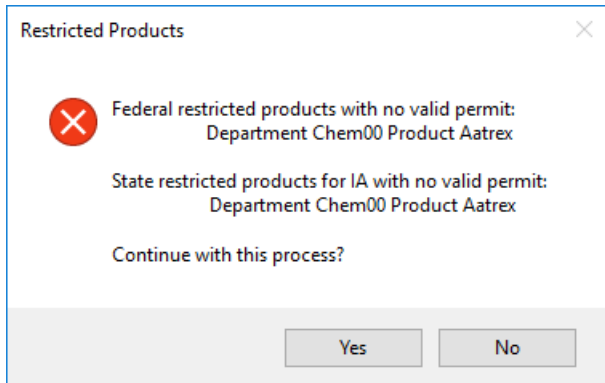 Restricted Products
Federal restricted products with no valid permit:
Department Chem00 Product Aatrex
State restricted products for IA with no valid permit:
Department Chem00 Product Aatrex
Continue with this process?
Yes
No